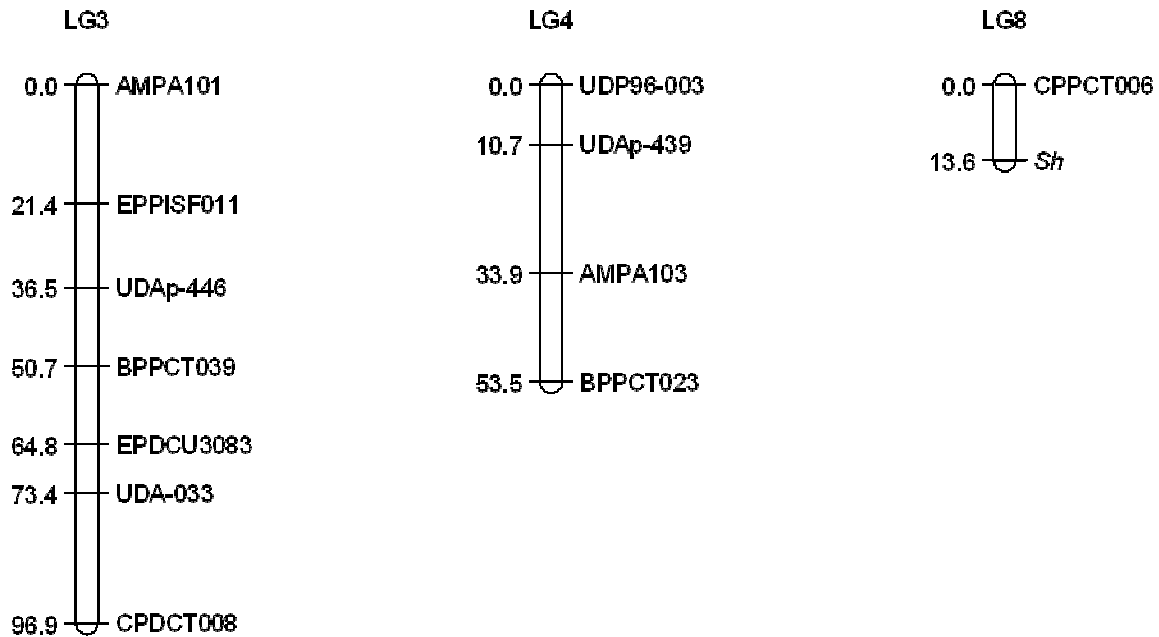 LG3
0.0 AMPA101
21.4 EPPISF011
36.5 UDAp-446
50.7 BPPCT039
64.8 EPDCU3083
73.4 UDA-033
96.9 CPDCT008
LG4
0.0 UDP96-003
10.7 UDAp-439
33.9 AMPA103
53.5 BPPCT023
LG8
0.0 CPPCT006
13.6 Sh